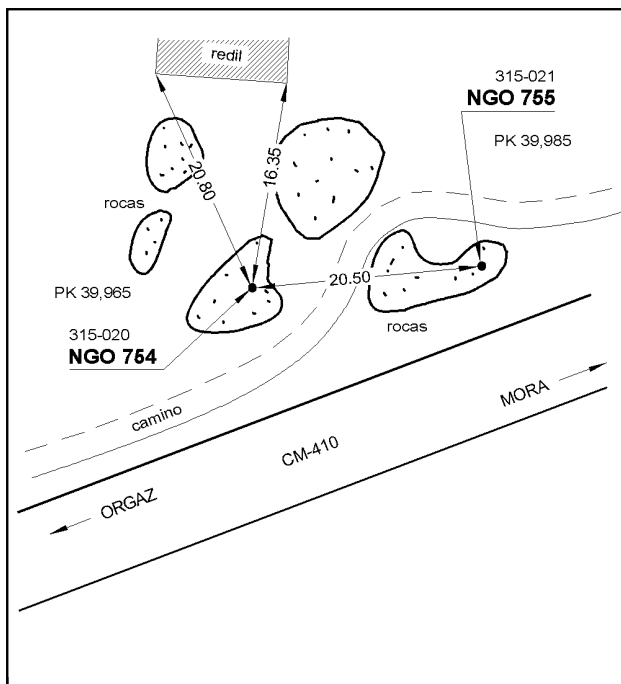 redil
315-021
NGO 755
PK 39,985
20.80
16.35
rocas
PK 39,965
20.50
315-020
NGO 754
rocas
camino
MORA
CM-410
ORGAZ